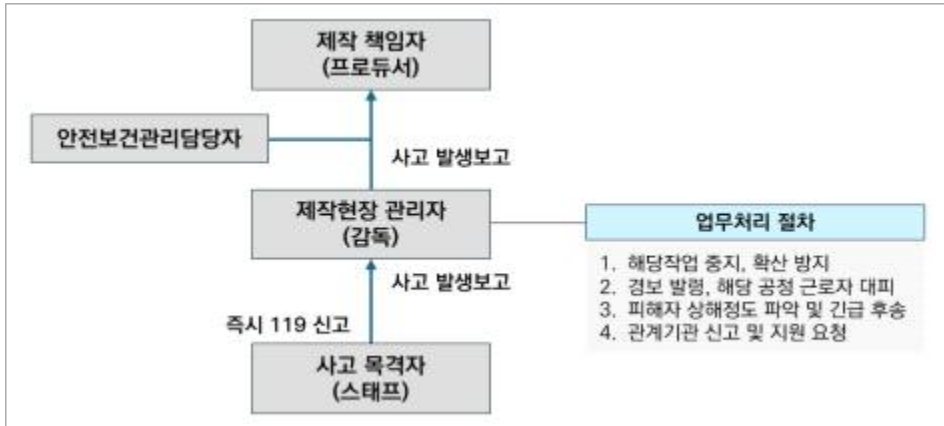 제작 책임자
(프로듀서)
안전보건관리담당자
사고 발생보고
제작현장 관리자
(감독)
업무처리 절차
1. 해당작업 중지, 확산 방지
2. 경보 발령, 해당 공정 근로자 대피
3. 피해자 상해정도 파악 및 긴급 후송
4. 관계기관 신고 및 지원 요청
사고 발생보고
즉시 119 신고
사고 목격자
(스태프)